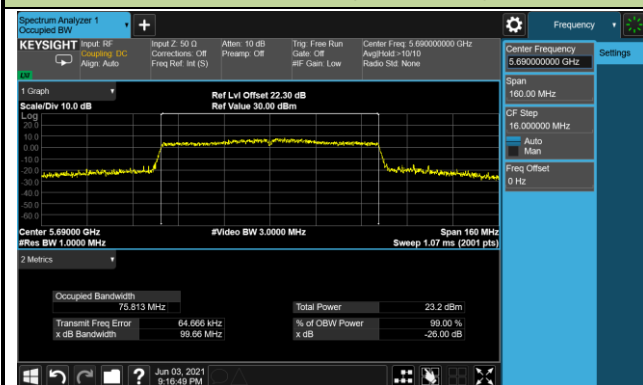 Spectrum Analyzer 1
Occupied BW
+
Frequency
KEYSIGHT
Input: RF
Coupling: DC
Align: Auto
Input Z: 50 Ω
Corrections: Off
Freq Ref: Int (S)
Atten: 10 dB
Preamp: Off
Trig: Free Run
Gate: Off
#IF Gain: Low
Center Freq: 5.690000000 GHz
Avg|Hold:>10/10
Radio Std: None
Center Frequency
5.690000000 GHz
Settings
Span
160.00 MHz
CF Step
16.000000 MHz
Auto
Man
Freq Offset
0 Hz
1 Graph
Scale/Div 10.0 dB
Ref Lvl Offset 22.30 dB
Ref Value 30.00 dBm
Log
20.0
10.0
0.00
-10.0
-20.0
-30.0
-40.0
-50.0
-60.0
Center 5.69000 GHz
#Res BW 1.0000 MHz
#Video BW 3.0000 MHz
Span 160 MHz
Sweep 1.07 ms (2001 pts)
2 Metrics
Occupied Bandwidth
75.813 MHz
Total Power 23.2 dBm
Transmit Freq Error 64.666 kHz
% of OBW Power 99.00 %
x dB Bandwidth 99.66 MHz
x dB -26.00 dB
?
Jun 03, 2021
9:16:49 PM